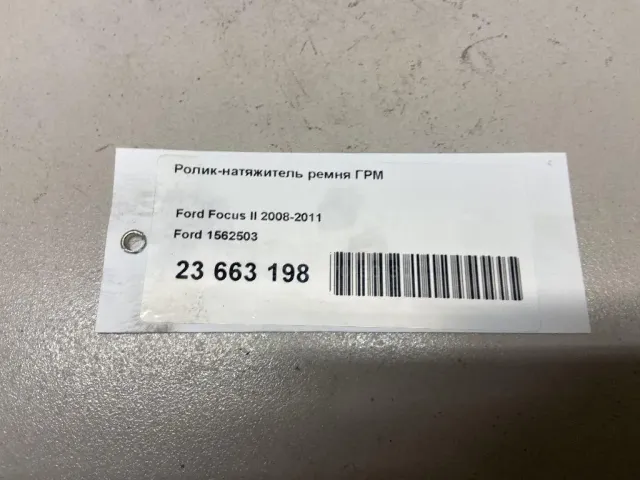 Ролик-натяжитель ремня ГРМ
Ford Focus II 2008-2011
Ford 1562503
23 663 198